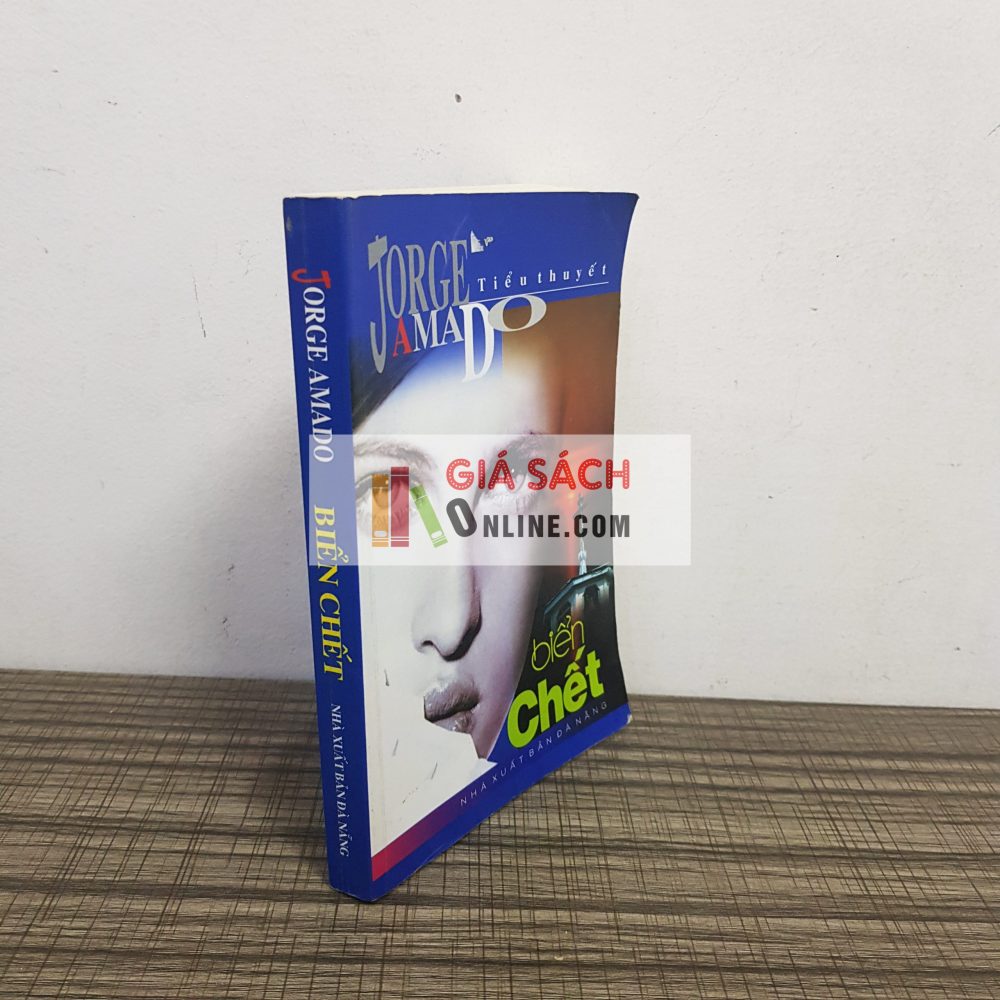 JORGE AMADO BIỂN CHẾT NHÀ XUẤT BẢN ĐÀ NẴNG
JORGE
Tiểu thuyết
AMADO
GIÁ SÁCH
ONLINE.COM
biển
Chết
NHÀ XUẤT BẢN ĐÀ NẴNG